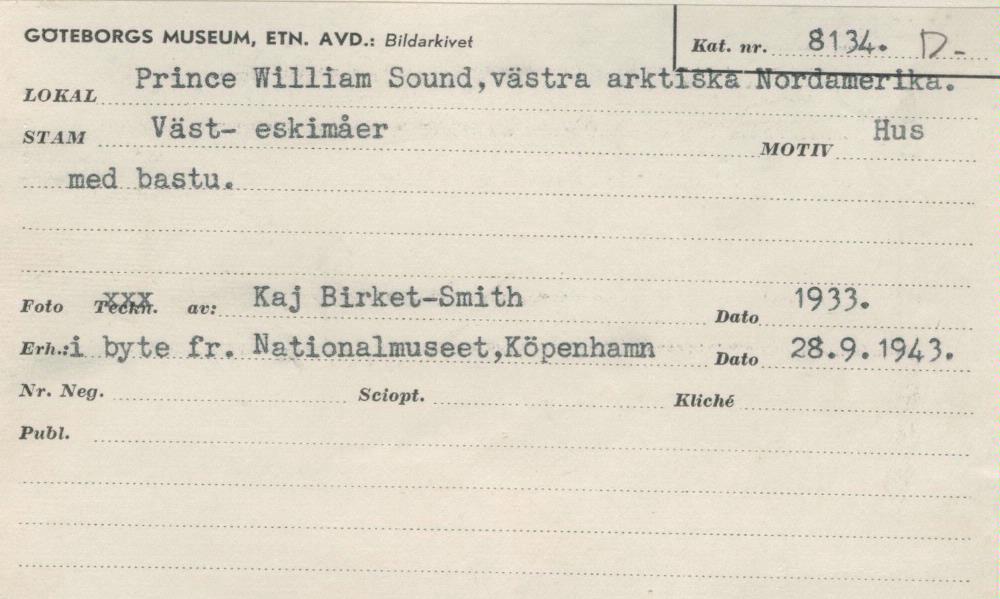 GÖTEBORGS MUSEUM, ETN. AVD.: Bildarkivet
Kat. nr. 8134. D-
LOKAL Prince William Sound,västra arktiska Nordamerika.
STAM Väst- eskimåer MOTIV Hus
med bastu.
Foto Teckn. av: Kaj Birket-Smith Dato 1933.
Erh.:i byte fr. Nationalmuseet,Köpenhamn Dato 28.9.1943.
Nr. Neg. Sciopt. Kliché
Publ.